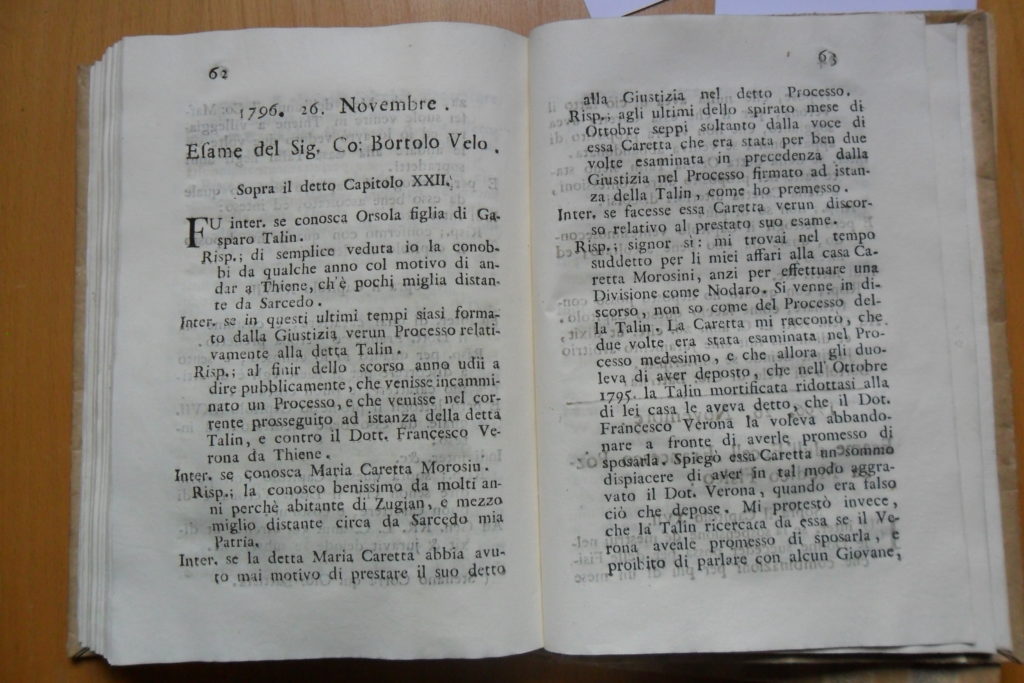 62
1796. 26. Novembre.
Esame del Sig. Co: Bortolo Velo.
Sopra il detto Capitolo XXII.
FU inter. se conosca Orsola figlia di Ga-
sparo Talin.
Risp.; di semplice veduta io la conob-
bi da qualche anno col motivo di an-
dar a Thiene, ch'è pochi miglia distan-
te da Sarcedo.
Inter. se in questi ultimi tempi siasi forma-
to dalla Giustizia verun Processo relati-
vamente alla detta Talin.
Risp.; al finir dello scorso anno udii a
dire pubblicamente, che venisse incammi-
nato un Processo, e che venisse nel cor-
rente prosseguito ad istanza della detta
Talin, e contro il Dott. Francesco Ve-
rona da Thiene.
Inter. se conosca Maria Caretta Morosin.
Risp.; la conosco benissimo da molti an-
ni perchè abitante di Zugian, e mezzo
miglio distante circa da Sarcedo mia
Patria.
Inter. se la detta Maria Caretta abbia avu-
to mai motivo di prestare il suo detto
63
alla Giustizia nel detto Processo.
Risp.; agli ultimi dello spirato mese di
Ottobre seppi soltanto dalla voce di
essa Caretta che era stata per ben due
volte esaminata in precedenza dalla
Giustizia nel Processo firmato ad istan-
za della Talin, come ho premesso.
Inter. se facesse essa Caretta verun discor-
so relativo al prestato suo esame.
Risp.; signor sì: mi trovai nel tempo
suddetto per li miei affari alla casa Ca-
retta Morosini, anzi per effettuare una
Divisione come Nodaro. Si venne in di-
scorso, non so come del Processo del-
la Talin. La Caretta mi raccontò, che
due volte era stata esaminata nel Pro-
cesso medesimo, e che allora gli duo-
leva di aver deposto, che nell' Ottobre
1795. la Talin mortificata ridottasi alla
di lei casa le aveva detto, che il Dot.
Francesco Verona la voleva abbando-
nare a fronte di averle promesso di
sposarla. Spiegò essa Caretta un sommo
dispiacere di aver in tal modo aggra-
vato il Dot. Verona, quando era falso
ciò che depose. Mi protestò invece,
che la Talin ricercata da essa se il Ve-
rona aveale promesso di sposarla, e
proibito di parlare con alcun Giovane,